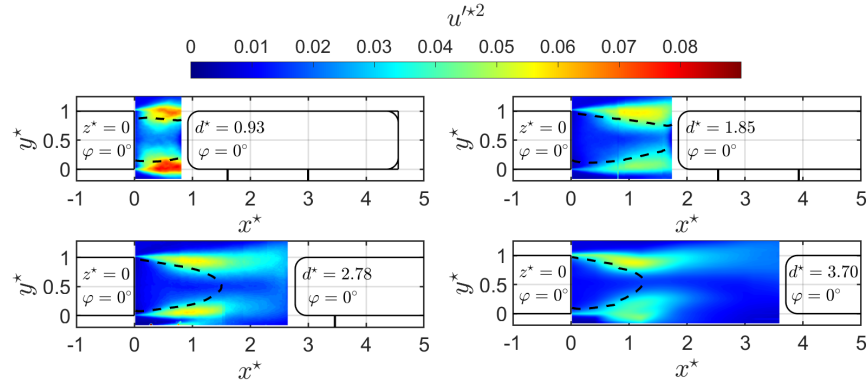 u′⋆2
0 0.01 0.02 0.03 0.04 0.05 0.06 0.07 0.08
y⋆
1
0.5
0
z⋆ = 0
φ = 0°
d⋆ = 0.93
φ = 0°
-1 0 1 2 3 4 5
x⋆
y⋆
1
0.5
0
z⋆ = 0
φ = 0°
d⋆ = 1.85
φ = 0°
-1 0 1 2 3 4 5
x⋆
y⋆
1
0.5
0
z⋆ = 0
φ = 0°
d⋆ = 2.78
φ = 0°
-1 0 1 2 3 4 5
x⋆
y⋆
1
0.5
0
z⋆ = 0
φ = 0°
d⋆ = 3.70
φ = 0°
-1 0 1 2 3 4 5
x⋆